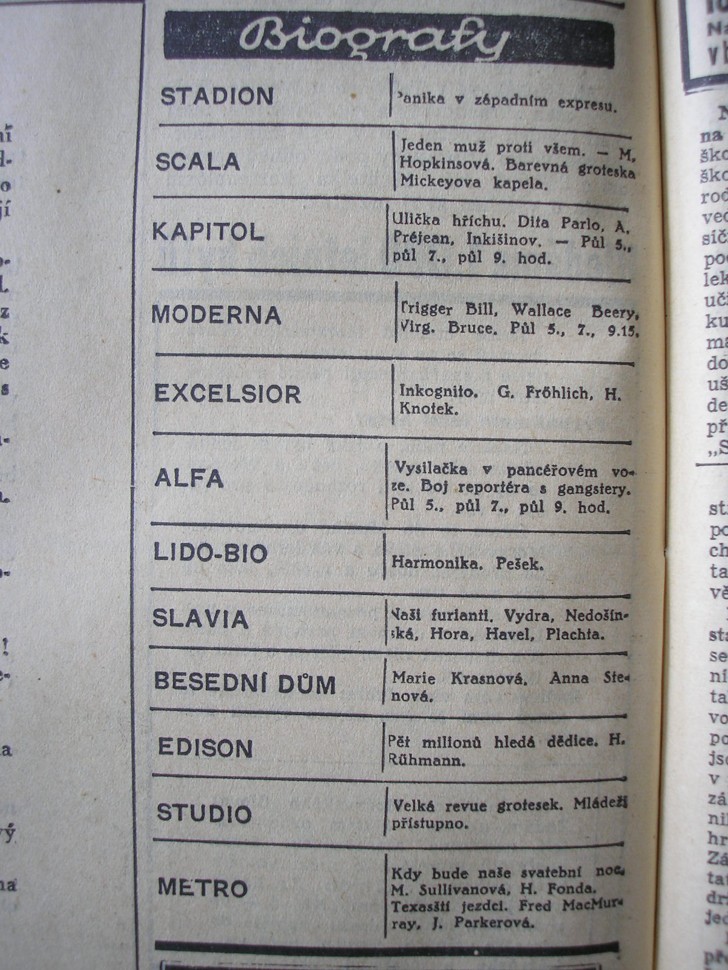 Biografy
STADION
Panika v západním expresu.
SCALA
Jeden muž proti všem. — M.
Hopkinsová. Barevná groteska
Mickeyova kapela.
KAPITOL
Ulička hříchu. Dita Parlo, A.
Préjean, Inkišinov. — Půl 5.,
půl 7., půl 9. hod.
MODERNA
Trigger Bill, Wallace Beery,
Virg. Bruce. Půl 5., 7., 9.15.
EXCELSIOR
Inkognito. G. Fröhlich, H.
Knotek.
ALFA
Vysilačka v pancéřovém vo-
ze. Boj reportéra s gangstery.
Půl 5., půl 7., půl 9. hod.
LIDO-BIO
Harmonika. Pešek.
SLAVIA
Naši furianti. Vydra, Nedošín-
ská, Hora, Havel, Plachta.
BESEDNÍ DŮM
Marie Krasnová. Anna Ste-
nová.
EDISON
Pět milionů hledá dědice. H.
Rühmann.
STUDIO
Velká revue grotesek. Mládeži
přístupno.
METRO
Kdy bude naše svatební noc.
M. Sullivanová, H. Fonda.
Texasští jezdci. Fred MacMur-
ray, J. Parkerová.